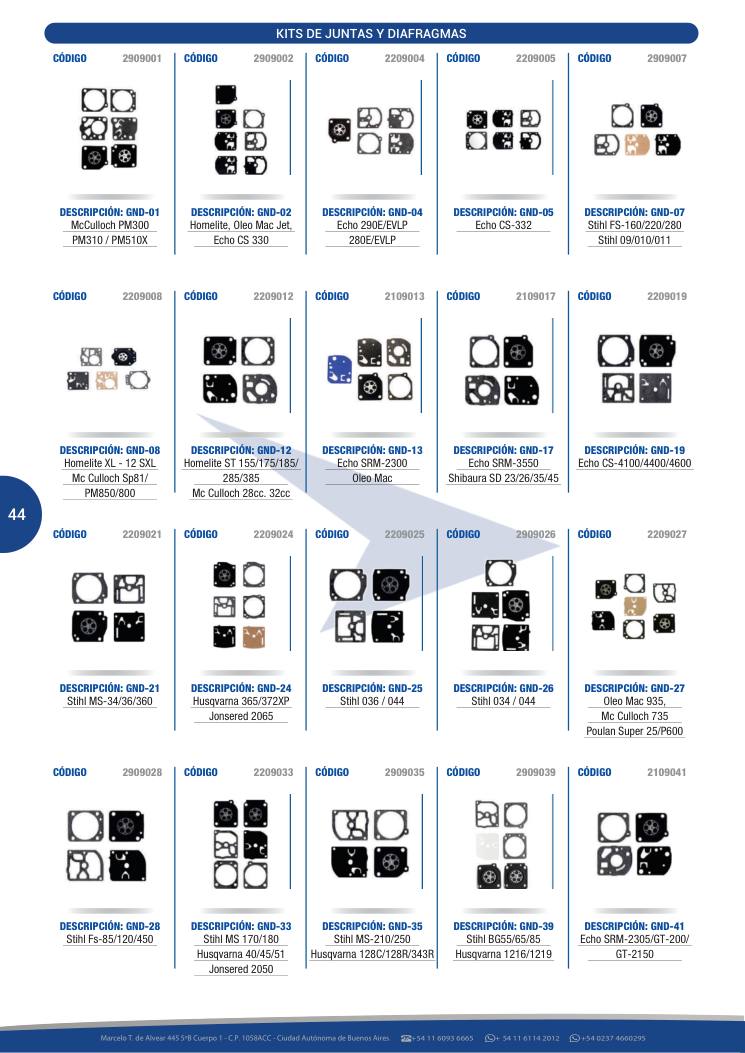 KITS DE JUNTAS Y DIAFRAGMAS
CÓDIGO 2909001
DESCRIPCIÓN: GND-01
McCulloch PM300
PM310 / PM510X
CÓDIGO 2909002
DESCRIPCIÓN: GND-02
Homelite, Oleo Mac Jet,
Echo CS 330
CÓDIGO 2209004
DESCRIPCIÓN: GND-04
Echo 290E/EVLP
280E/EVLP
CÓDIGO 2209005
DESCRIPCIÓN: GND-05
Echo CS-332
CÓDIGO 2909007
DESCRIPCIÓN: GND-07
Stihl FS-160/220/280
Stihl 09/010/011
CÓDIGO 2209008
DESCRIPCIÓN: GND-08
Homelite XL - 12 SXL
Mc Culloch Sp81/
PM850/800
CÓDIGO 2209012
DESCRIPCIÓN: GND-12
Homelite ST 155/175/185/
285/385
Mc Culloch 28cc. 32cc
CÓDIGO 2109013
DESCRIPCIÓN: GND-13
Echo SRM-2300
Oleo Mac
CÓDIGO 2109017
DESCRIPCIÓN: GND-17
Echo SRM-3550
Shibaura SD 23/26/35/45
CÓDIGO 2209019
DESCRIPCIÓN: GND-19
Echo CS-4100/4400/4600
44
CÓDIGO 2209021
DESCRIPCIÓN: GND-21
Stihl MS-34/36/360
CÓDIGO 2209024
DESCRIPCIÓN: GND-24
Husqvarna 365/372XP
Jonsered 2065
CÓDIGO 2209025
DESCRIPCIÓN: GND-25
Stihl 036 / 044
CÓDIGO 2909026
DESCRIPCIÓN: GND-26
Stihl 034 / 044
CÓDIGO 2209027
DESCRIPCIÓN: GND-27
Oleo Mac 935,
Mc Culloch 735
Poulan Super 25/P600
CÓDIGO 2909028
DESCRIPCIÓN: GND-28
Stihl Fs-85/120/450
CÓDIGO 2209033
DESCRIPCIÓN: GND-33
Stihl MS 170/180
Husqvarna 40/45/51
Jonsered 2050
CÓDIGO 2909035
DESCRIPCIÓN: GND-35
Stihl MS-210/250
Husqvarna 128C/128R/343R
CÓDIGO 2909039
DESCRIPCIÓN: GND-39
Stihl BG55/65/85
Husqvarna 1216/1219
CÓDIGO 2109041
DESCRIPCIÓN: GND-41
Echo SRM-2305/GT-200/
GT-2150
Marcelo T. de Alvear 445 5ºB Cuerpo 1 - C.P. 1058ACC - Ciudad Autónoma de Buenos Aires. +54 11 6093 6665 + 54 11 6114 2012 +54 0237 4660295